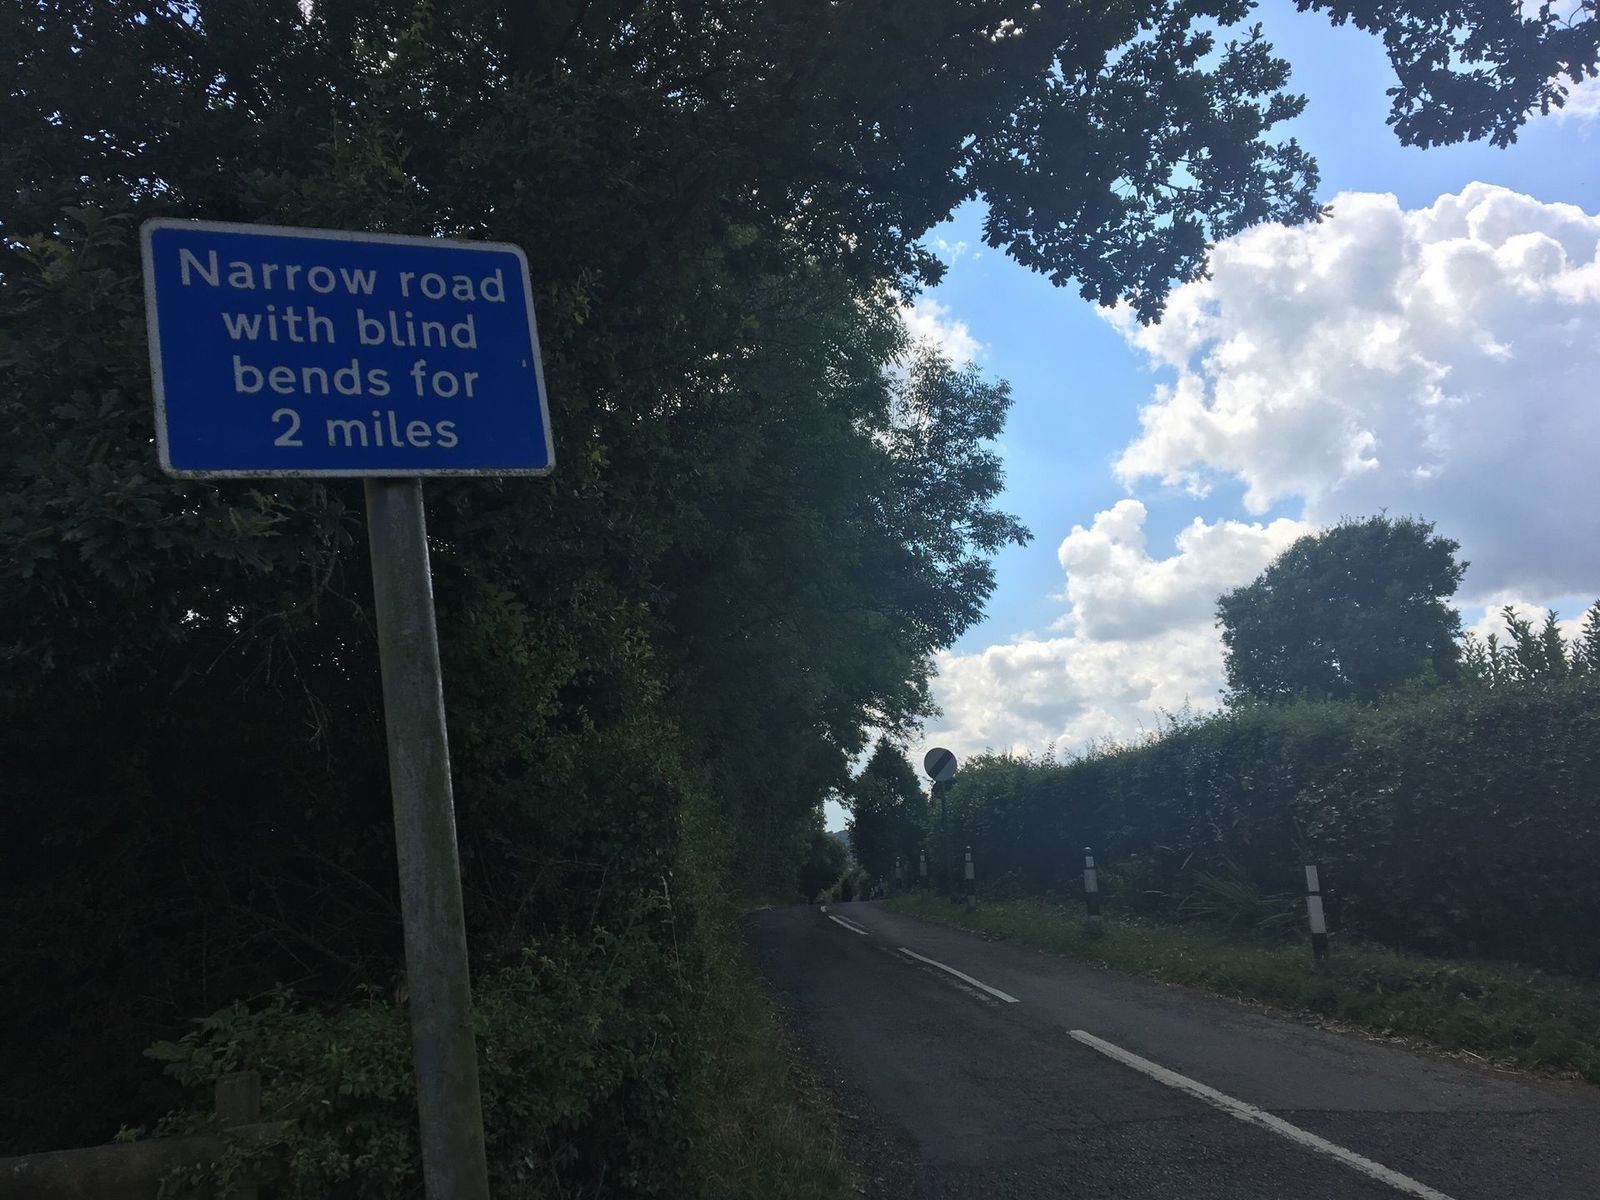 Narrow road
with blind
bends for
2 miles